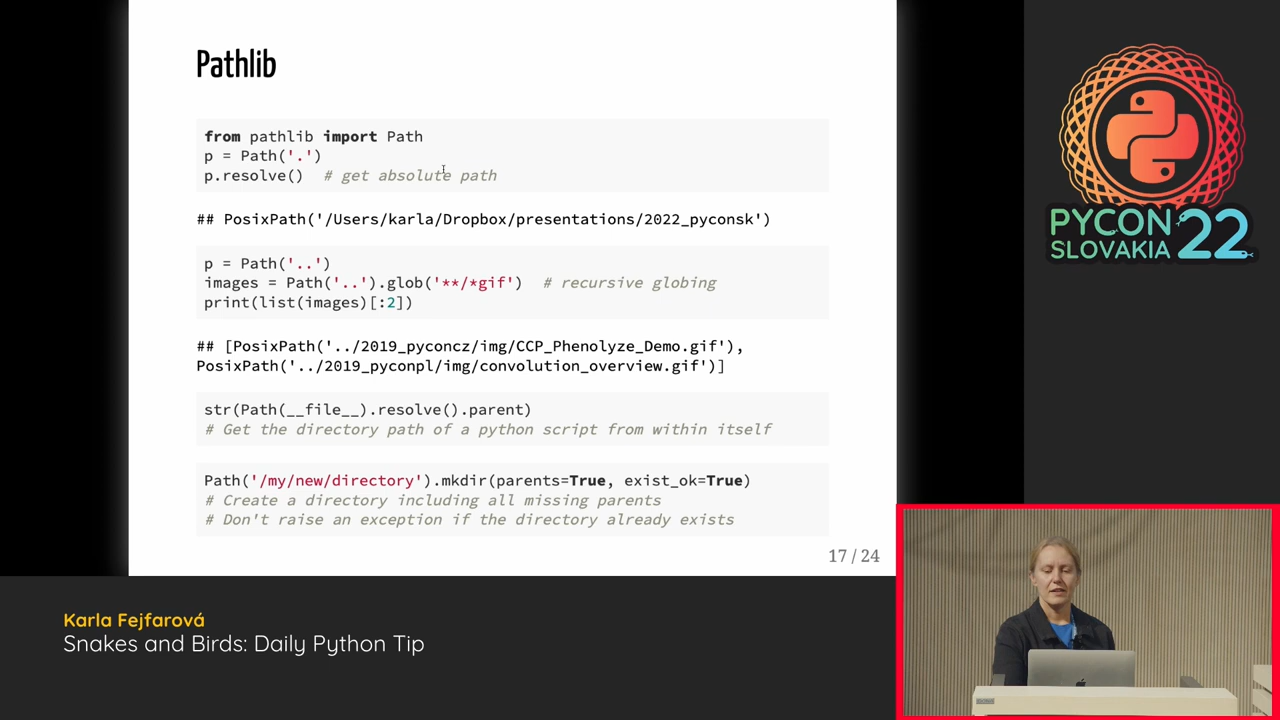 Pathlib
from pathlib import Path
p = Path('.')
p.resolve()  # get absolute path
## PosixPath('/Users/karla/Dropbox/presentations/2022_pyconsk')
p = Path('..')
images = Path('..').glob('**/*gif')  # recursive globing
print(list(images)[:2])
## [PosixPath('../2019_pyconcz/img/CCP_Phenolyze_Demo.gif'),
PosixPath('../2019_pyconpl/img/convolution_overview.gif')]
str(Path(__file__).resolve().parent)
# Get the directory path of a python script from within itself
Path('/my/new/directory').mkdir(parents=True, exist_ok=True)
# Create a directory including all missing parents
# Don't raise an exception if the directory already exists
17 / 24
PYCON
SLOVAKIA
22
Karla Fejfarová
Snakes and Birds: Daily Python Tip